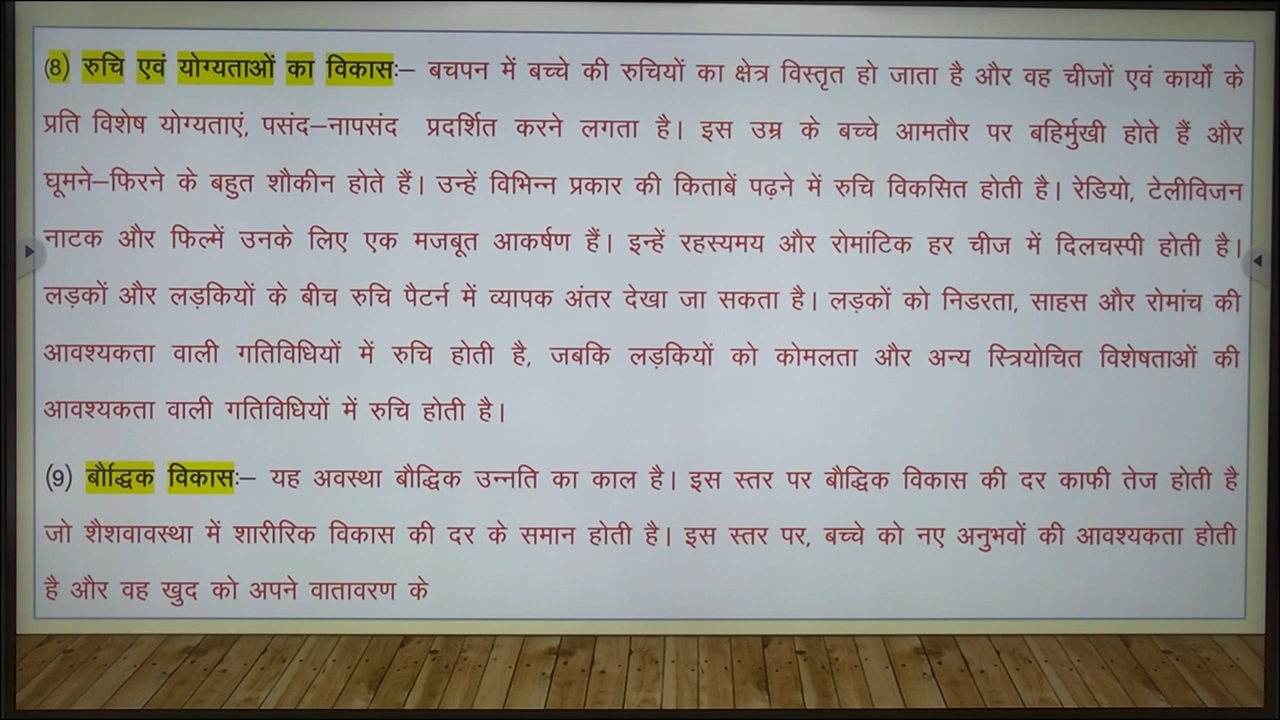 (8) रुचि एवं योग्यताओं का विकासः– बचपन में बच्चे की रुचियों का क्षेत्र विस्तृत हो जाता है और वह चीजों एवं कार्यों के
प्रति विशेष योग्यताएं, पसंद–नापसंद प्रदर्शित करने लगता है। इस उम्र के बच्चे आमतौर पर बहिर्मुखी होते हैं और
घूमने–फिरने के बहुत शौकीन होते हैं। उन्हें विभिन्न प्रकार की किताबें पढ़ने में रुचि विकसित होती है। रेडियो, टेलीविजन
नाटक और फिल्में उनके लिए एक मजबूत आकर्षण हैं। इन्हें रहस्यमय और रोमांटिक हर चीज में दिलचस्पी होती है।
लड़कों और लड़कियों के बीच रुचि पैटर्न में व्यापक अंतर देखा जा सकता है। लड़कों को निडरता, साहस और रोमांच की
आवश्यकता वाली गतिविधियों में रुचि होती है, जबकि लड़कियों को कोमलता और अन्य स्त्रियोचित विशेषताओं की
आवश्यकता वाली गतिविधियों में रुचि होती है।
(9) बौद्धिक विकासः– यह अवस्था बौद्धिक उन्नति का काल है। इस स्तर पर बौद्धिक विकास की दर काफी तेज होती है
जो शैशवावस्था में शारीरिक विकास की दर के समान होती है। इस स्तर पर, बच्चे को नए अनुभवों की आवश्यकता होती
है और वह खुद को अपने वातावरण के